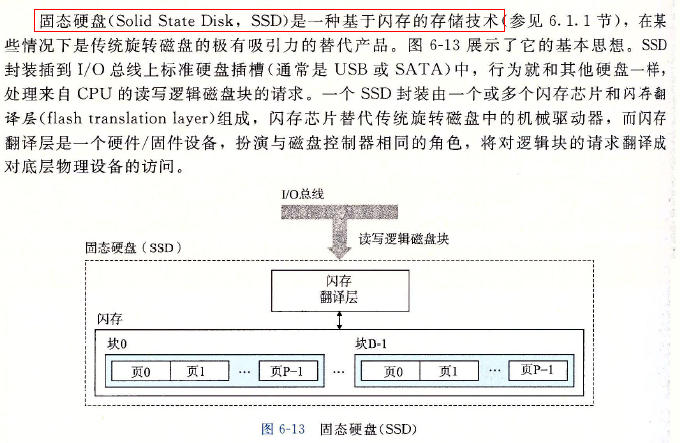 固态硬盘(Solid State Disk，SSD)是一种基于闪存的存储技术(参见 6.1.1 节)，在某
些情况下是传统旋转磁盘的极有吸引力的替代产品。图 6-13 展示了它的基本思想。SSD
封装插到 I/O 总线上标准硬盘插槽(通常是 USB 或 SATA)中，行为就和其他硬盘一样，
处理来自 CPU 的读写逻辑磁盘块的请求。一个 SSD 封装由一个或多个闪存芯片和闪存翻
译层(flash translation layer)组成，闪存芯片替代传统旋转磁盘中的机械驱动器，而闪存
翻译层是一个硬件/固件设备，扮演与磁盘控制器相同的角色，将对逻辑块的请求翻译成
对底层物理设备的访问。
I/O总线
读写逻辑磁盘块
固态硬盘（SSD）
闪存
翻译层
闪存
块0 块D-1
页0 页1 … 页P-1 … 页0 页1 … 页P-1
图 6-13 固态硬盘(SSD)